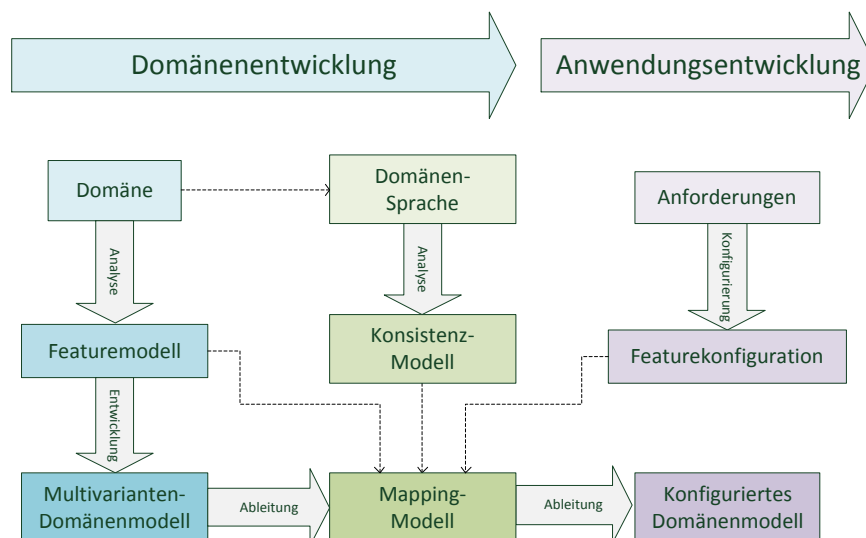 Domänenentwicklung
Anwendungsentwicklung
Domäne
Domänen-
Sprache
Anforderungen
Analyse
Analyse
Konfigurierung
Featuremodell
Konsistenz-
Modell
Featurekonfiguration
Entwicklung
Multivarianten-
Domänenmodell
Ableitung
Mapping-
Modell
Ableitung
Konfiguriertes
Domänenmodell